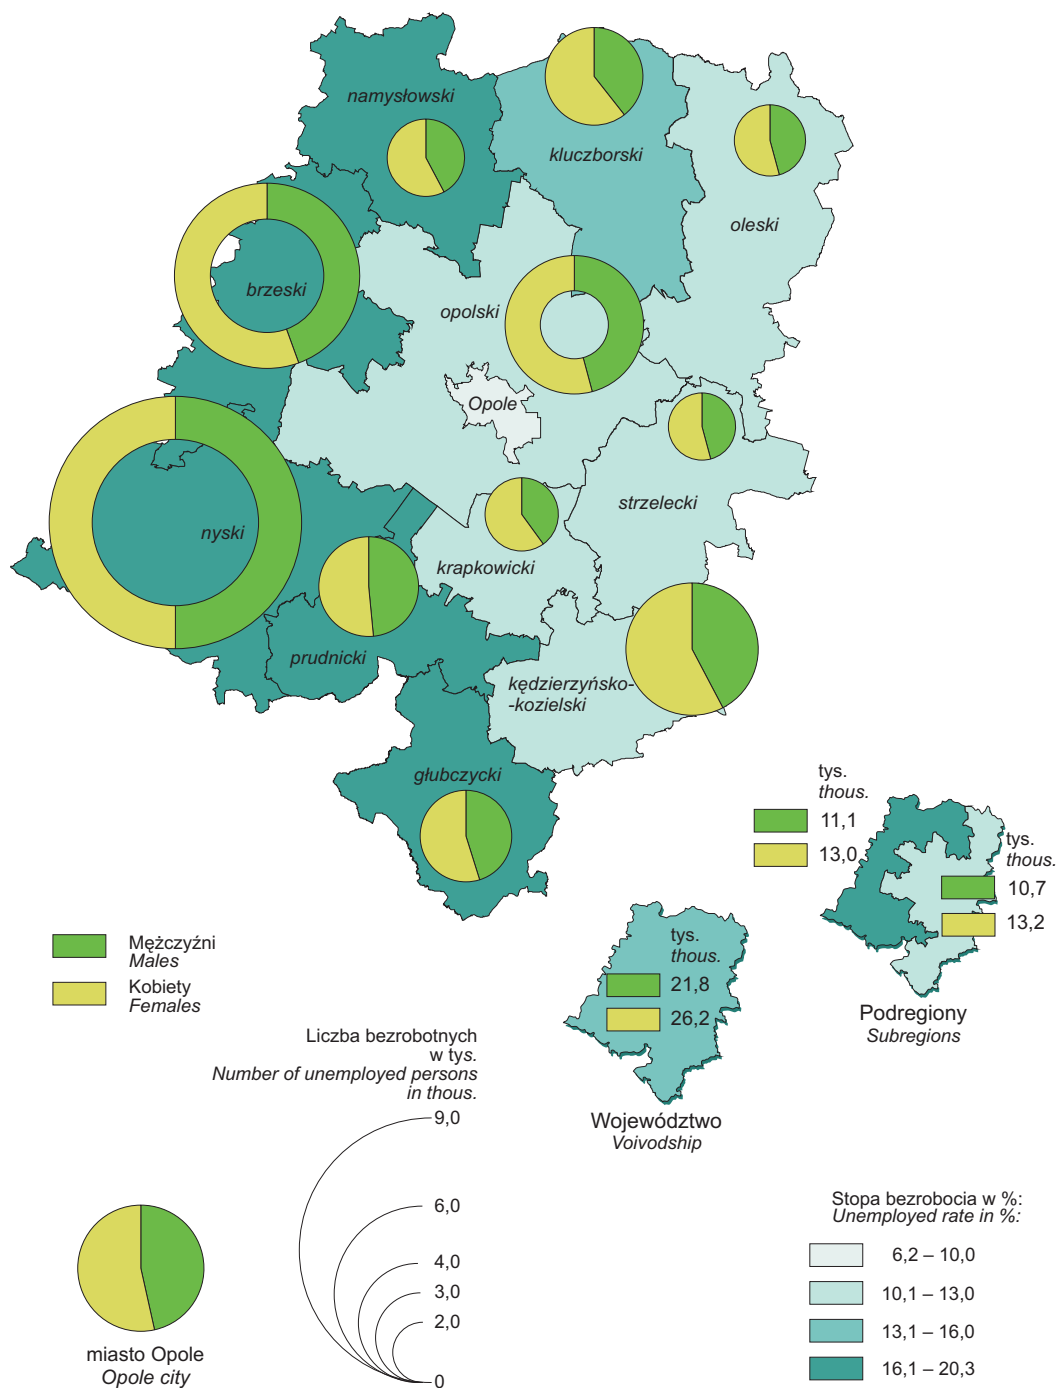 namysłowski
kluczborski
oleski
brzeski
opolski
Opole
nyski
strzelecki
krapkowicki
prudnicki
kędzierzyńsko-
-kozielski
głubczycki
tys.
thous.
11,1
13,0
tys.
thous.
10,7
13,2
Podregiony
Subregions
tys.
thous.
21,8
26,2
Województwo
Voivodship
Mężczyźni
Males
Kobiety
Females
Liczba bezrobotnych
w tys.
Number of unemployed persons
in thous.
9,0
6,0
4,0
3,0
2,0
0
miasto Opole
Opole city
Stopa bezrobocia w %:
Unemployed rate in %:
6,2 – 10,0
10,1 – 13,0
13,1 – 16,0
16,1 – 20,3